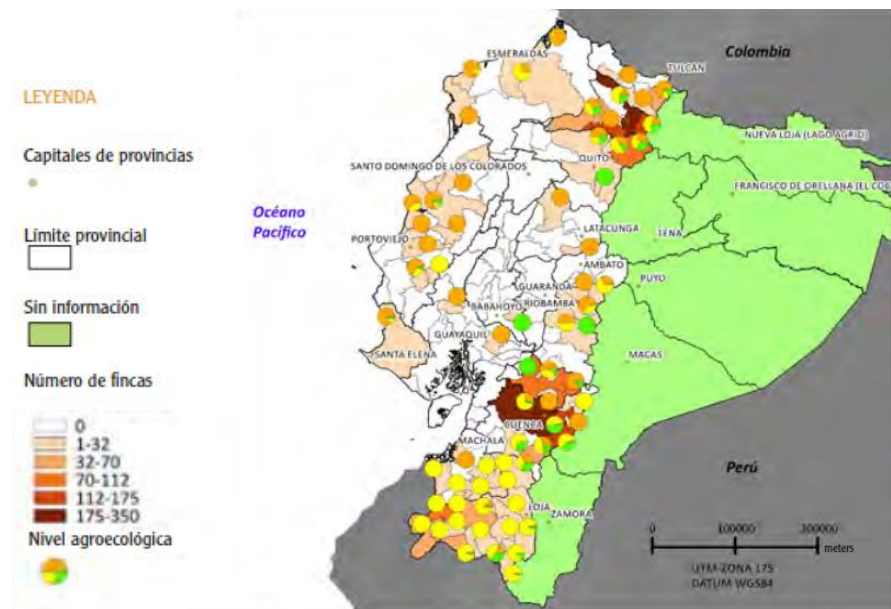 LEYENDA
Capitales de provincias
Límite provincial
Sin información
Número de fincas
0
1-32
32-70
70-112
112-175
175-350
Nivel agroecológica
Océano
Pacífico
Colombia
Perú
ESMERALDAS
TULCAN
NUEVA LOJA (LAGO AGRIO)
QUITO
SANTO DOMINGO DE LOS COLORADOS
FRANCISCO DE ORELLANA (EL CO
TENA
LATACUNGA
PORTOVIEJO
AMBATO
PUYO
GUARANDA
RIOBAMBA
BABAHOYO
GUAYAQUIL
SANTA ELENA
MACAS
CUENCA
MACHALA
LOJA
ZAMORA
0 100000 300000
meters
UTM-ZONA 17S
DATUM WGS84